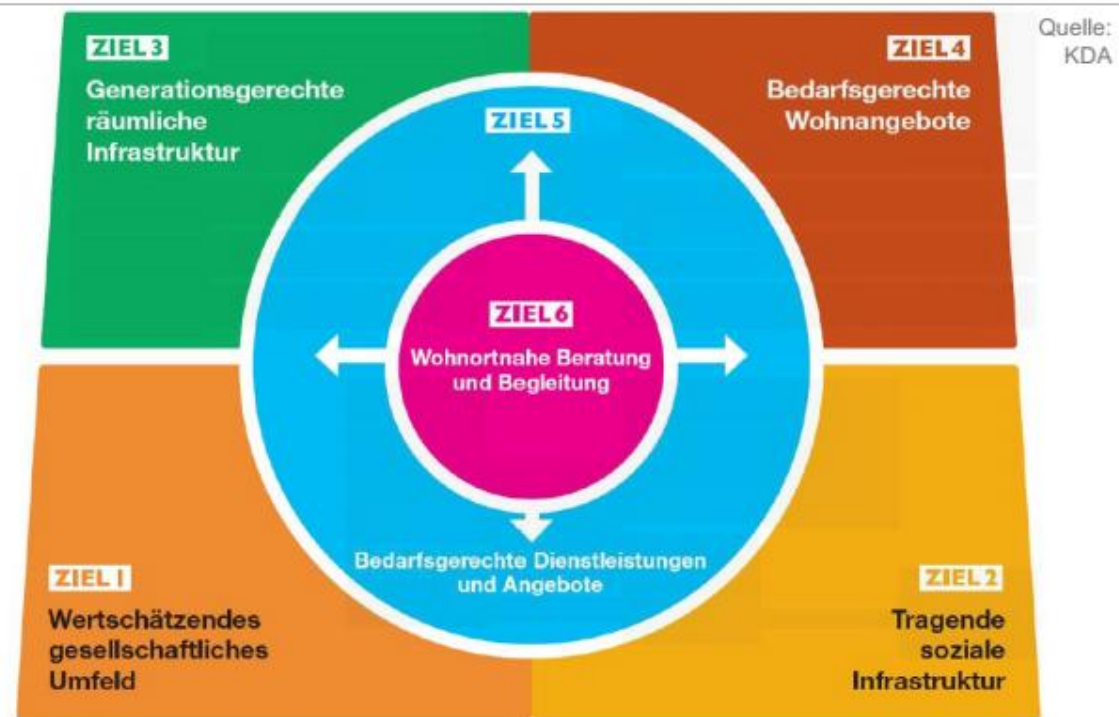 Quelle:
KDA
ZIEL 3
Generationsgerechte
räumliche
Infrastruktur
ZIEL 4
Bedarfsgerechte
Wohnangebote
ZIEL 5
ZIEL 6
Wohnortnahe Beratung
und Begleitung
Bedarfsgerechte Dienstleistungen
und Angebote
ZIEL 1
Wertschätzendes
gesellschaftliches
Umfeld
ZIEL 2
Tragende
soziale
Infrastruktur